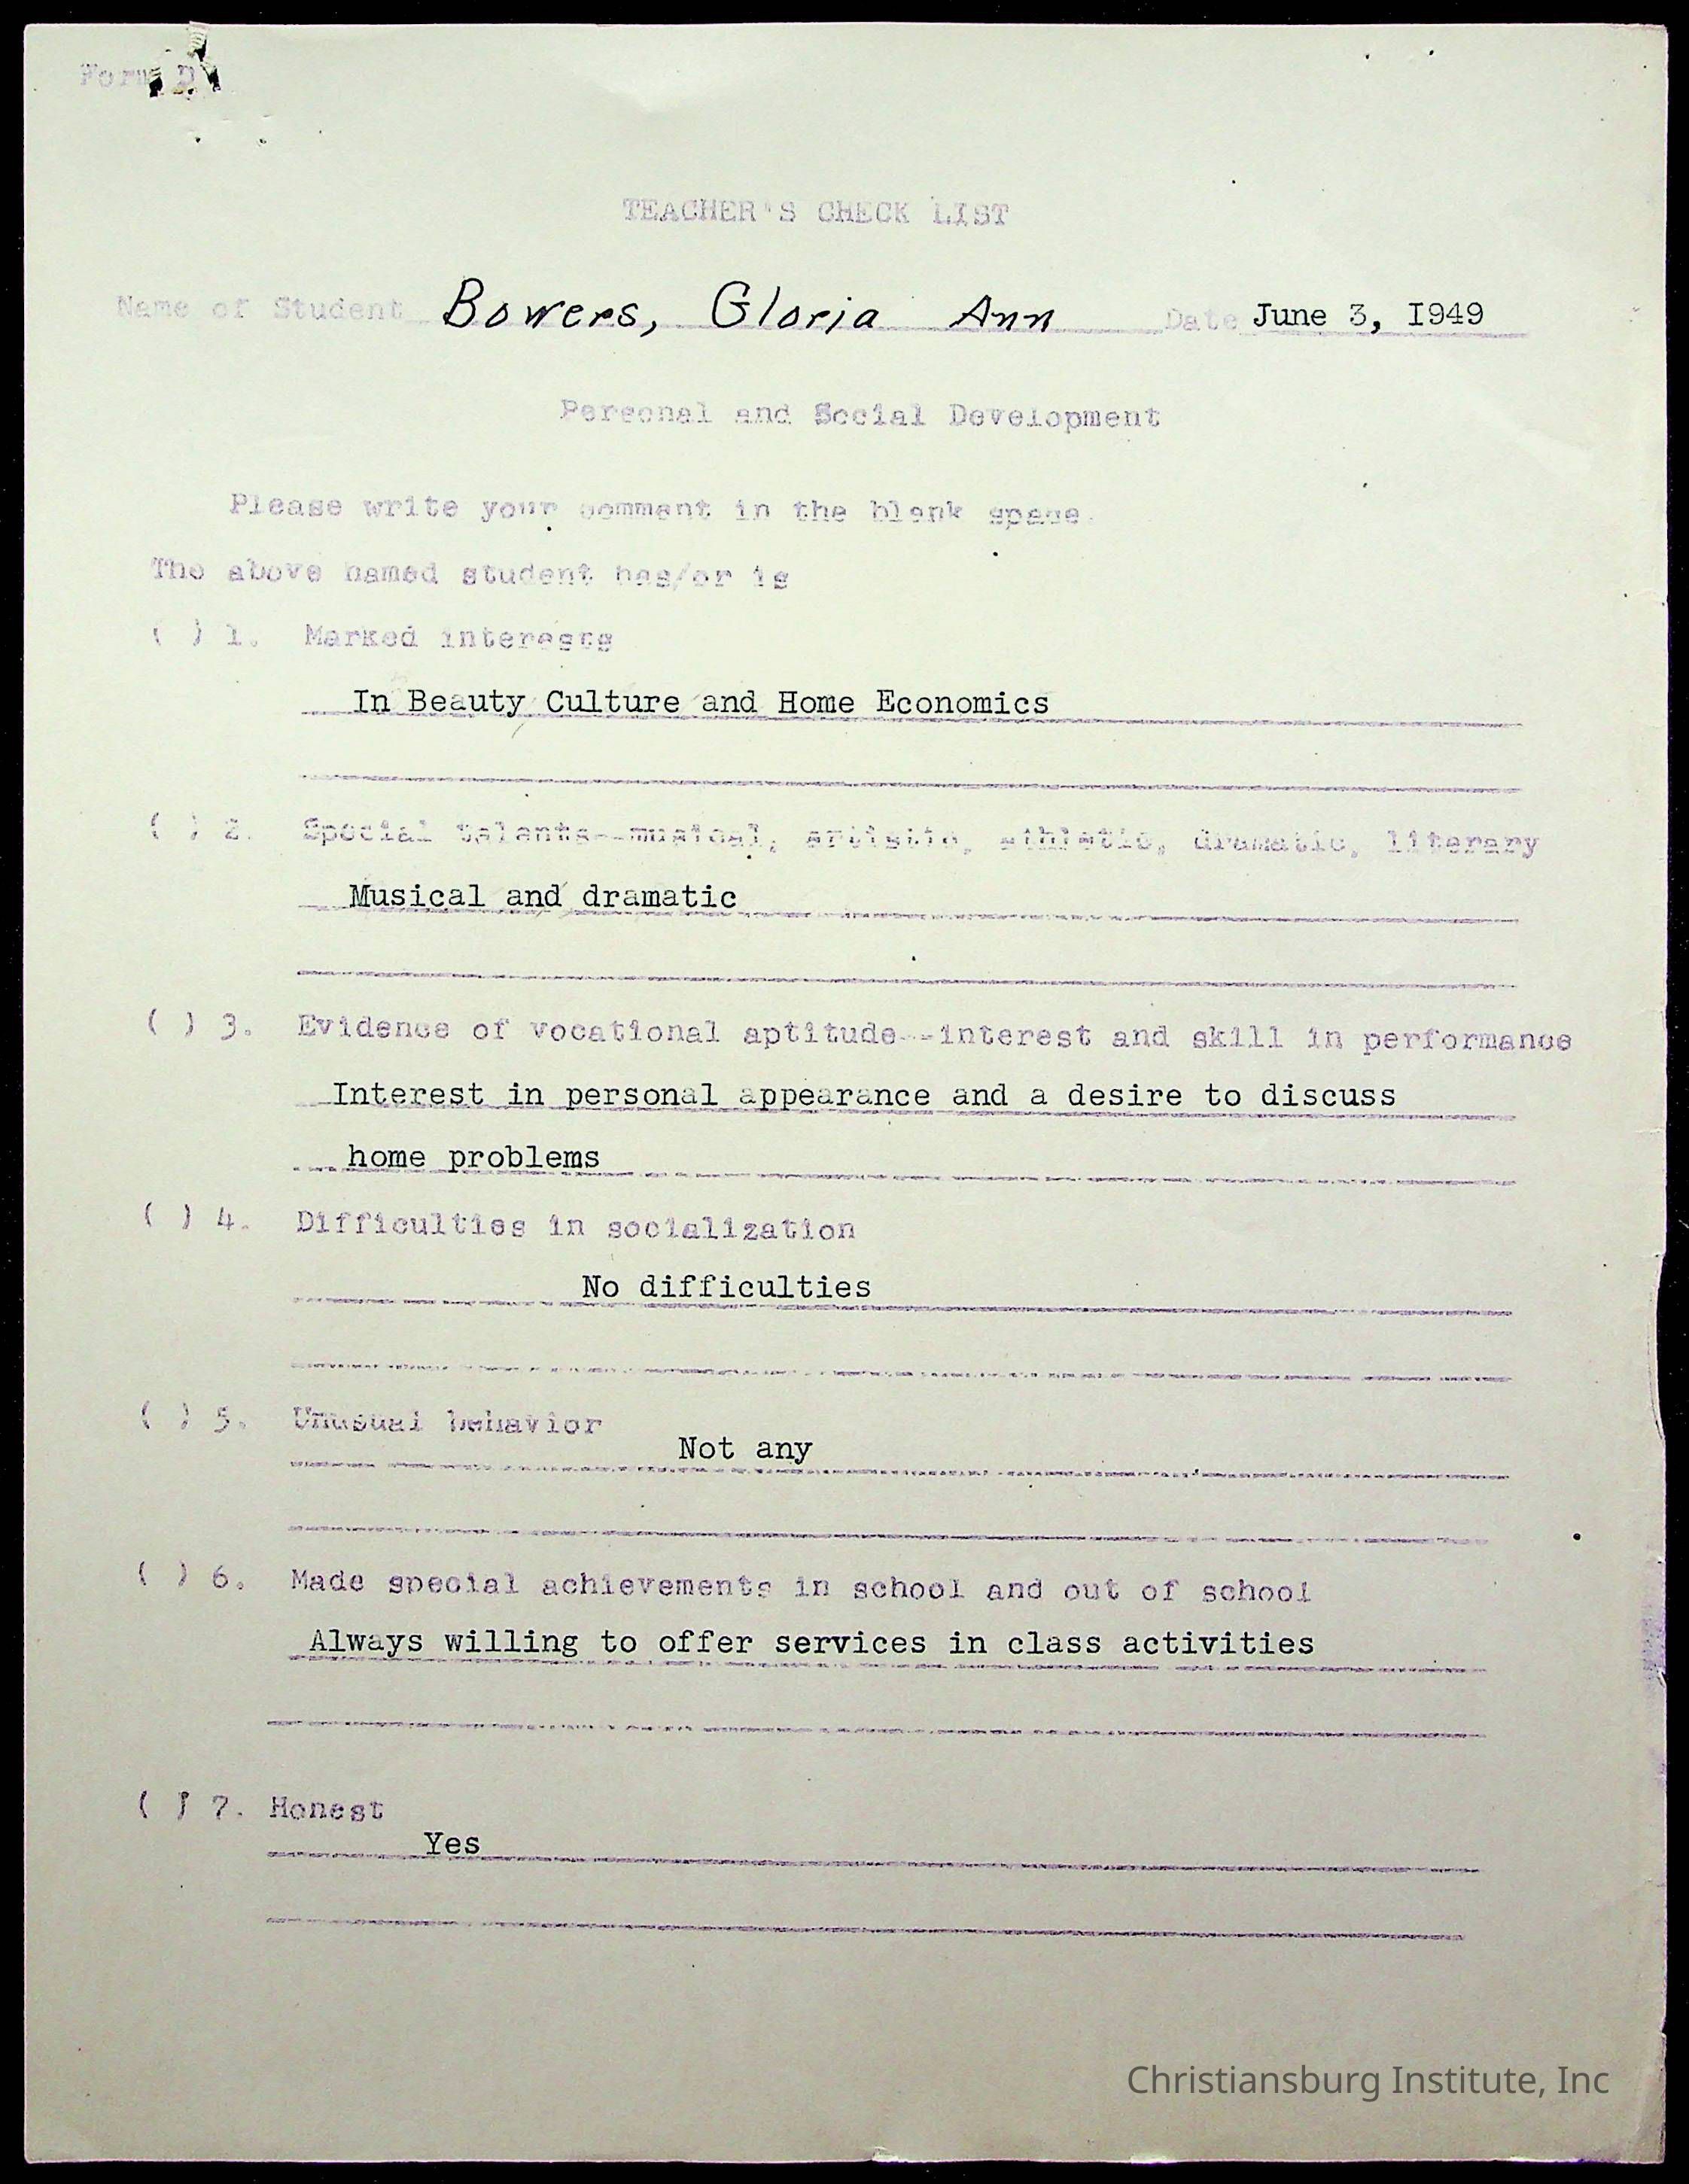 Form D
TEACHER'S CHECK LIST
Name of Student Bowers, Gloria Ann Date June 3, I949
Personal and Social Development
Please write your comment in the blank space.
The above named student has/or is
( ) 1. Marked interests
In Beauty Culture and Home Economics
( ) 2. Special talents--musical, artistic, athletic, dramatic, literary
Musical and dramatic
( ) 3. Evidence of vocational aptitude--interest and skill in performance
Interest in personal appearance and a desire to discuss
home problems
( ) 4. Difficulties in socialization
No difficulties
( ) 5. Unusual behavior
Not any
( ) 6. Made special achievements in school and out of school
Always willing to offer services in class activities
( ) 7. Honest
Yes
Christiansburg Institute, Inc